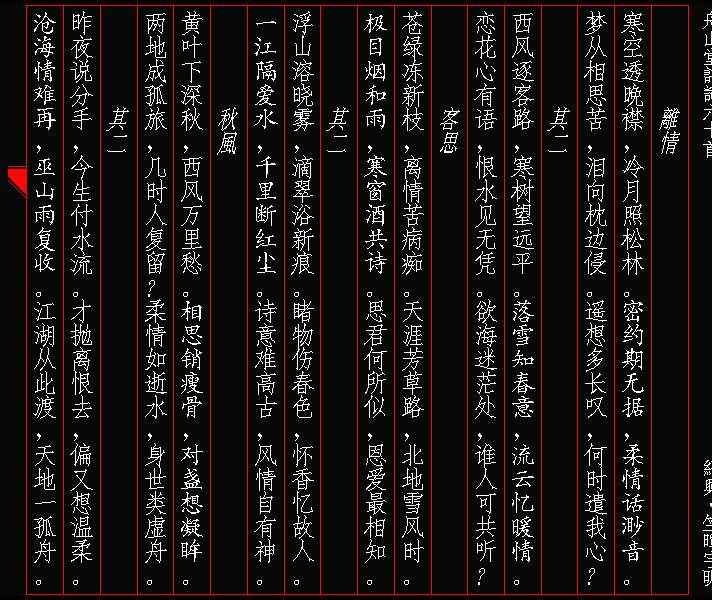 離情
寒空透晚襟，冷月照松林。密约期无据，柔情话渺音。
梦从相思苦，泪向枕边侵。遥想多长叹，何时遣我心？
其二
西风逐客路，寒树望远平。落雪知春意，流云忆暖情。
恋花心有语，恨水见无凭。欲海迷茫处，谁人可共听？
客思
苍绿冻新枝，离情苦病痴。天涯芳草路，北地雪风时。
极目烟和雨，寒窗酒共诗。思君何所似，恩爱最相知。
其二
浮山溶晓雾，滴翠浴新痕。睹物伤春色，怀香忆故人。
一江隔爱水，千里断红尘。诗意难高古，风情自有神。
秋風
黄叶下深秋，西风万里愁。相思销瘦骨，对盏想凝眸。
两地成孤旅，几时人复留？柔情如逝水，身世类虚舟。
其二
昨夜说分手，今生付水流。才抛离恨去，偏又想温柔。
沧海情难再，巫山雨复收。江湖从此渡，天地一孤舟。